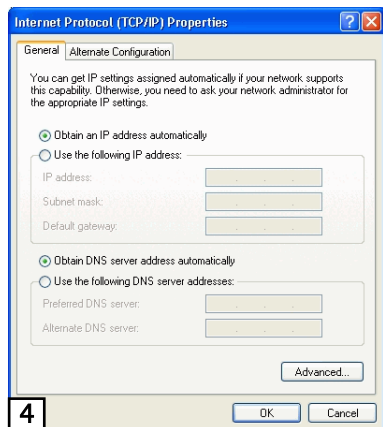 Internet Protocol (TCP/IP) Properties
General
Alternate Configuration
You can get IP settings assigned automatically if your network supports
this capability. Otherwise, you need to ask your network administrator for
the appropriate IP settings.
Obtain an IP address automatically
Use the following IP address:
IP address:
Subnet mask:
Default gateway:
Obtain DNS server address automatically
Use the following DNS server addresses:
Preferred DNS server:
Alternate DNS server:
Advanced...
4
OK
Cancel